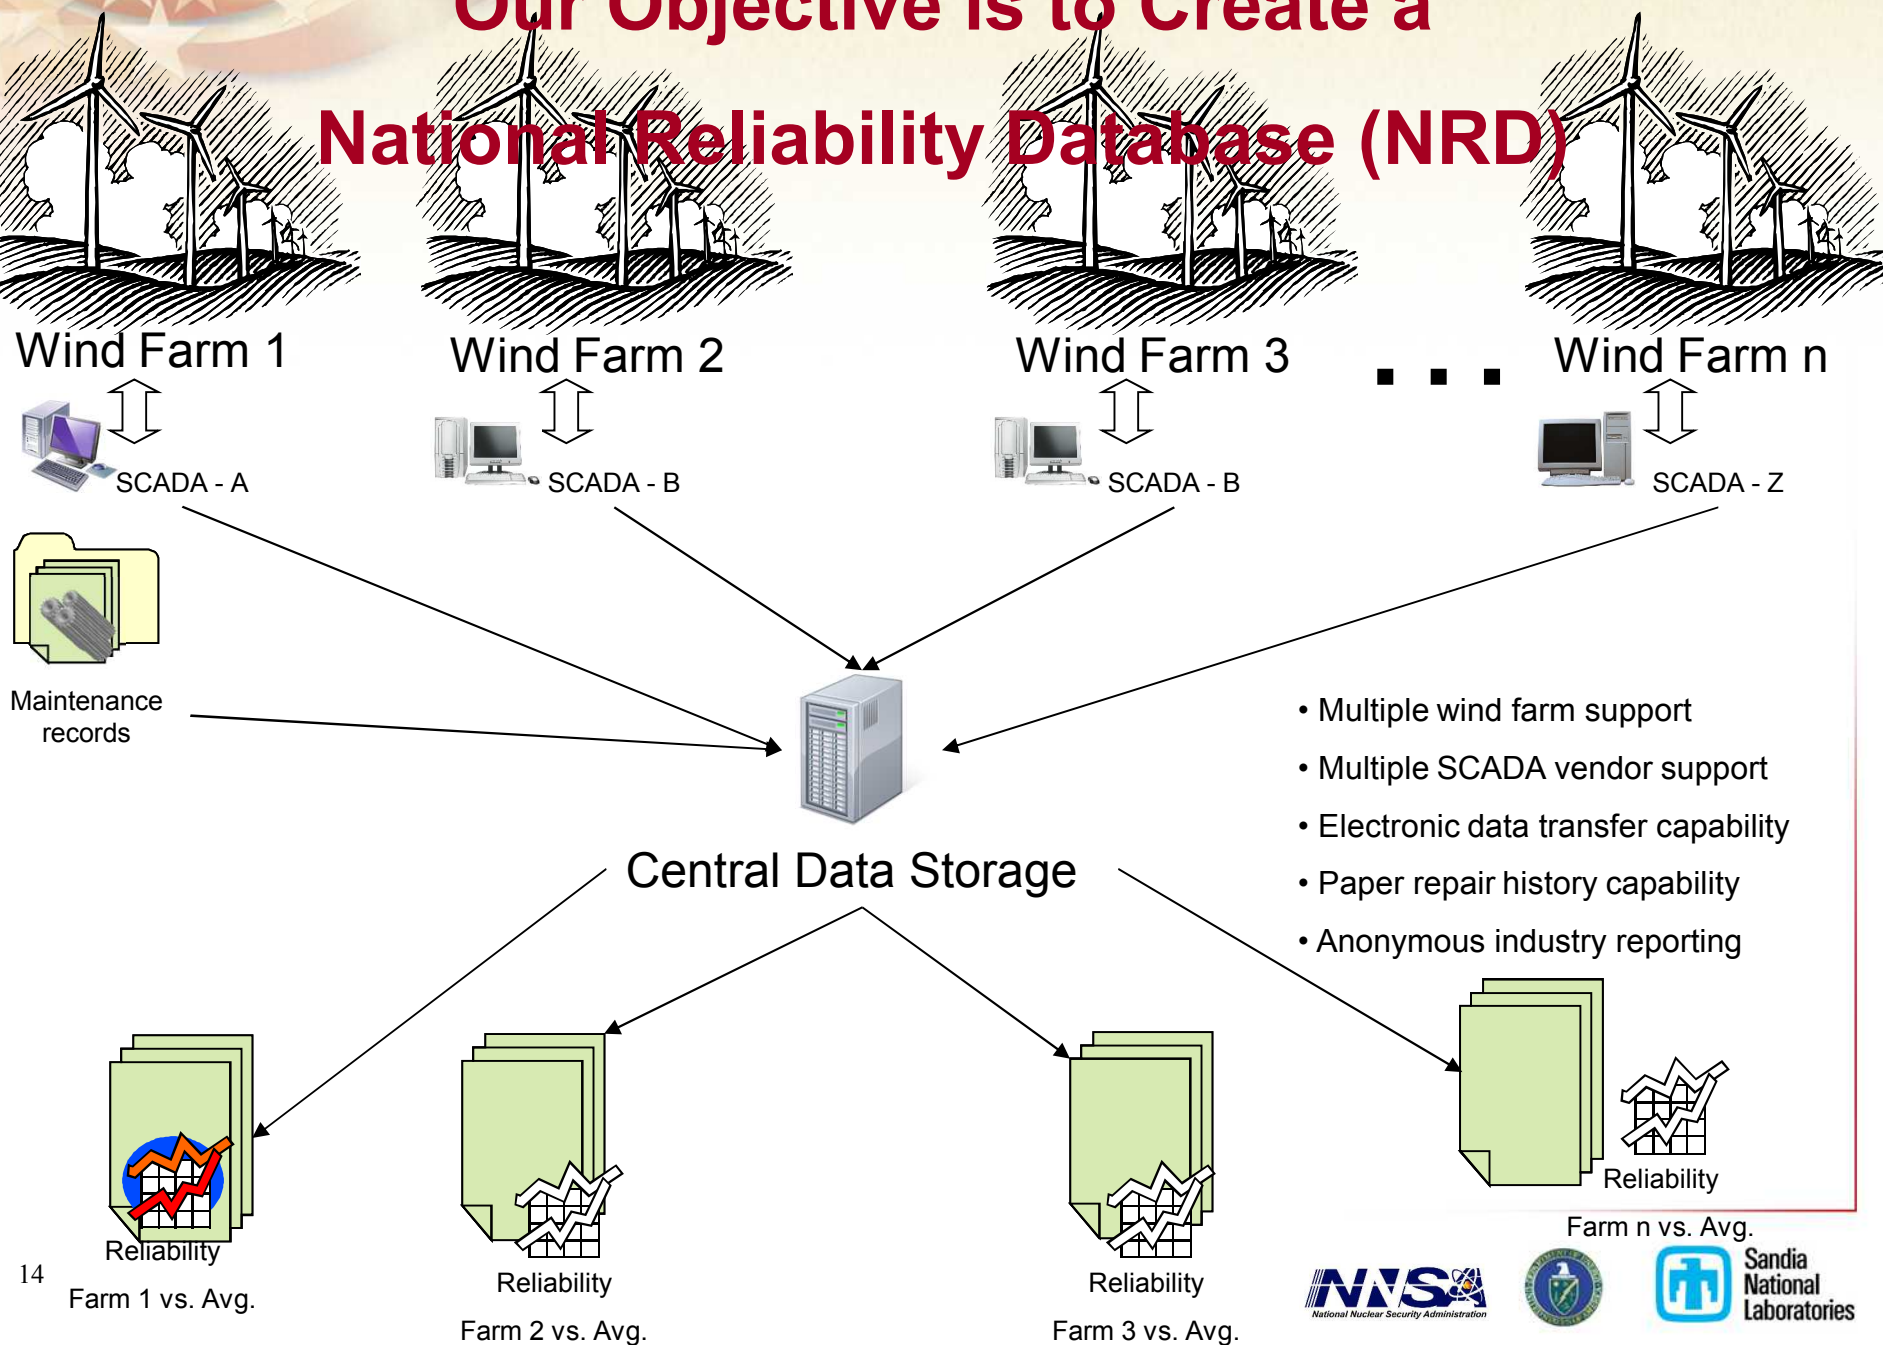 Our Objective is to Create a
National Reliability Database (NRD)
Wind Farm 1
Wind Farm 2
Wind Farm 3
. . .
Wind Farm n
SCADA - A
SCADA - B
SCADA - B
SCADA - Z
Maintenance
records
• Multiple wind farm support
• Multiple SCADA vendor support
• Electronic data transfer capability
• Paper repair history capability
• Anonymous industry reporting
Central Data Storage
Reliability
Farm 1 vs. Avg.
Reliability
Farm 2 vs. Avg.
Reliability
Farm 3 vs. Avg.
Reliability
Farm n vs. Avg.
14
NNSA
National Nuclear Security Administration
Sandia
National
Laboratories